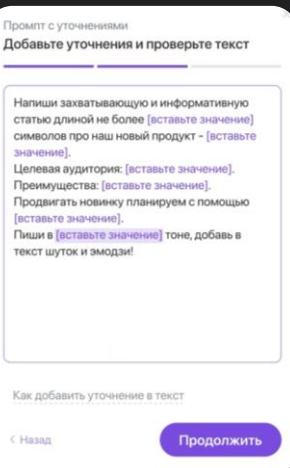 Промпт с уточнениями
Добавьте уточнения и проверьте текст
Напиши захватывающую и информативную
статью длиной не более [вставьте значение]
символов про наш новый продукт - [вставьте
значение].
Целевая аудитория: [вставьте значение].
Преимущества: [вставьте значение].
Продвигать новинку планируем с помощью
[вставьте значение].
Пиши в [вставьте значение] тоне, добавь в
текст шуток и эмодзи!
Как добавить уточнение в текст
< Назад
Продолжить